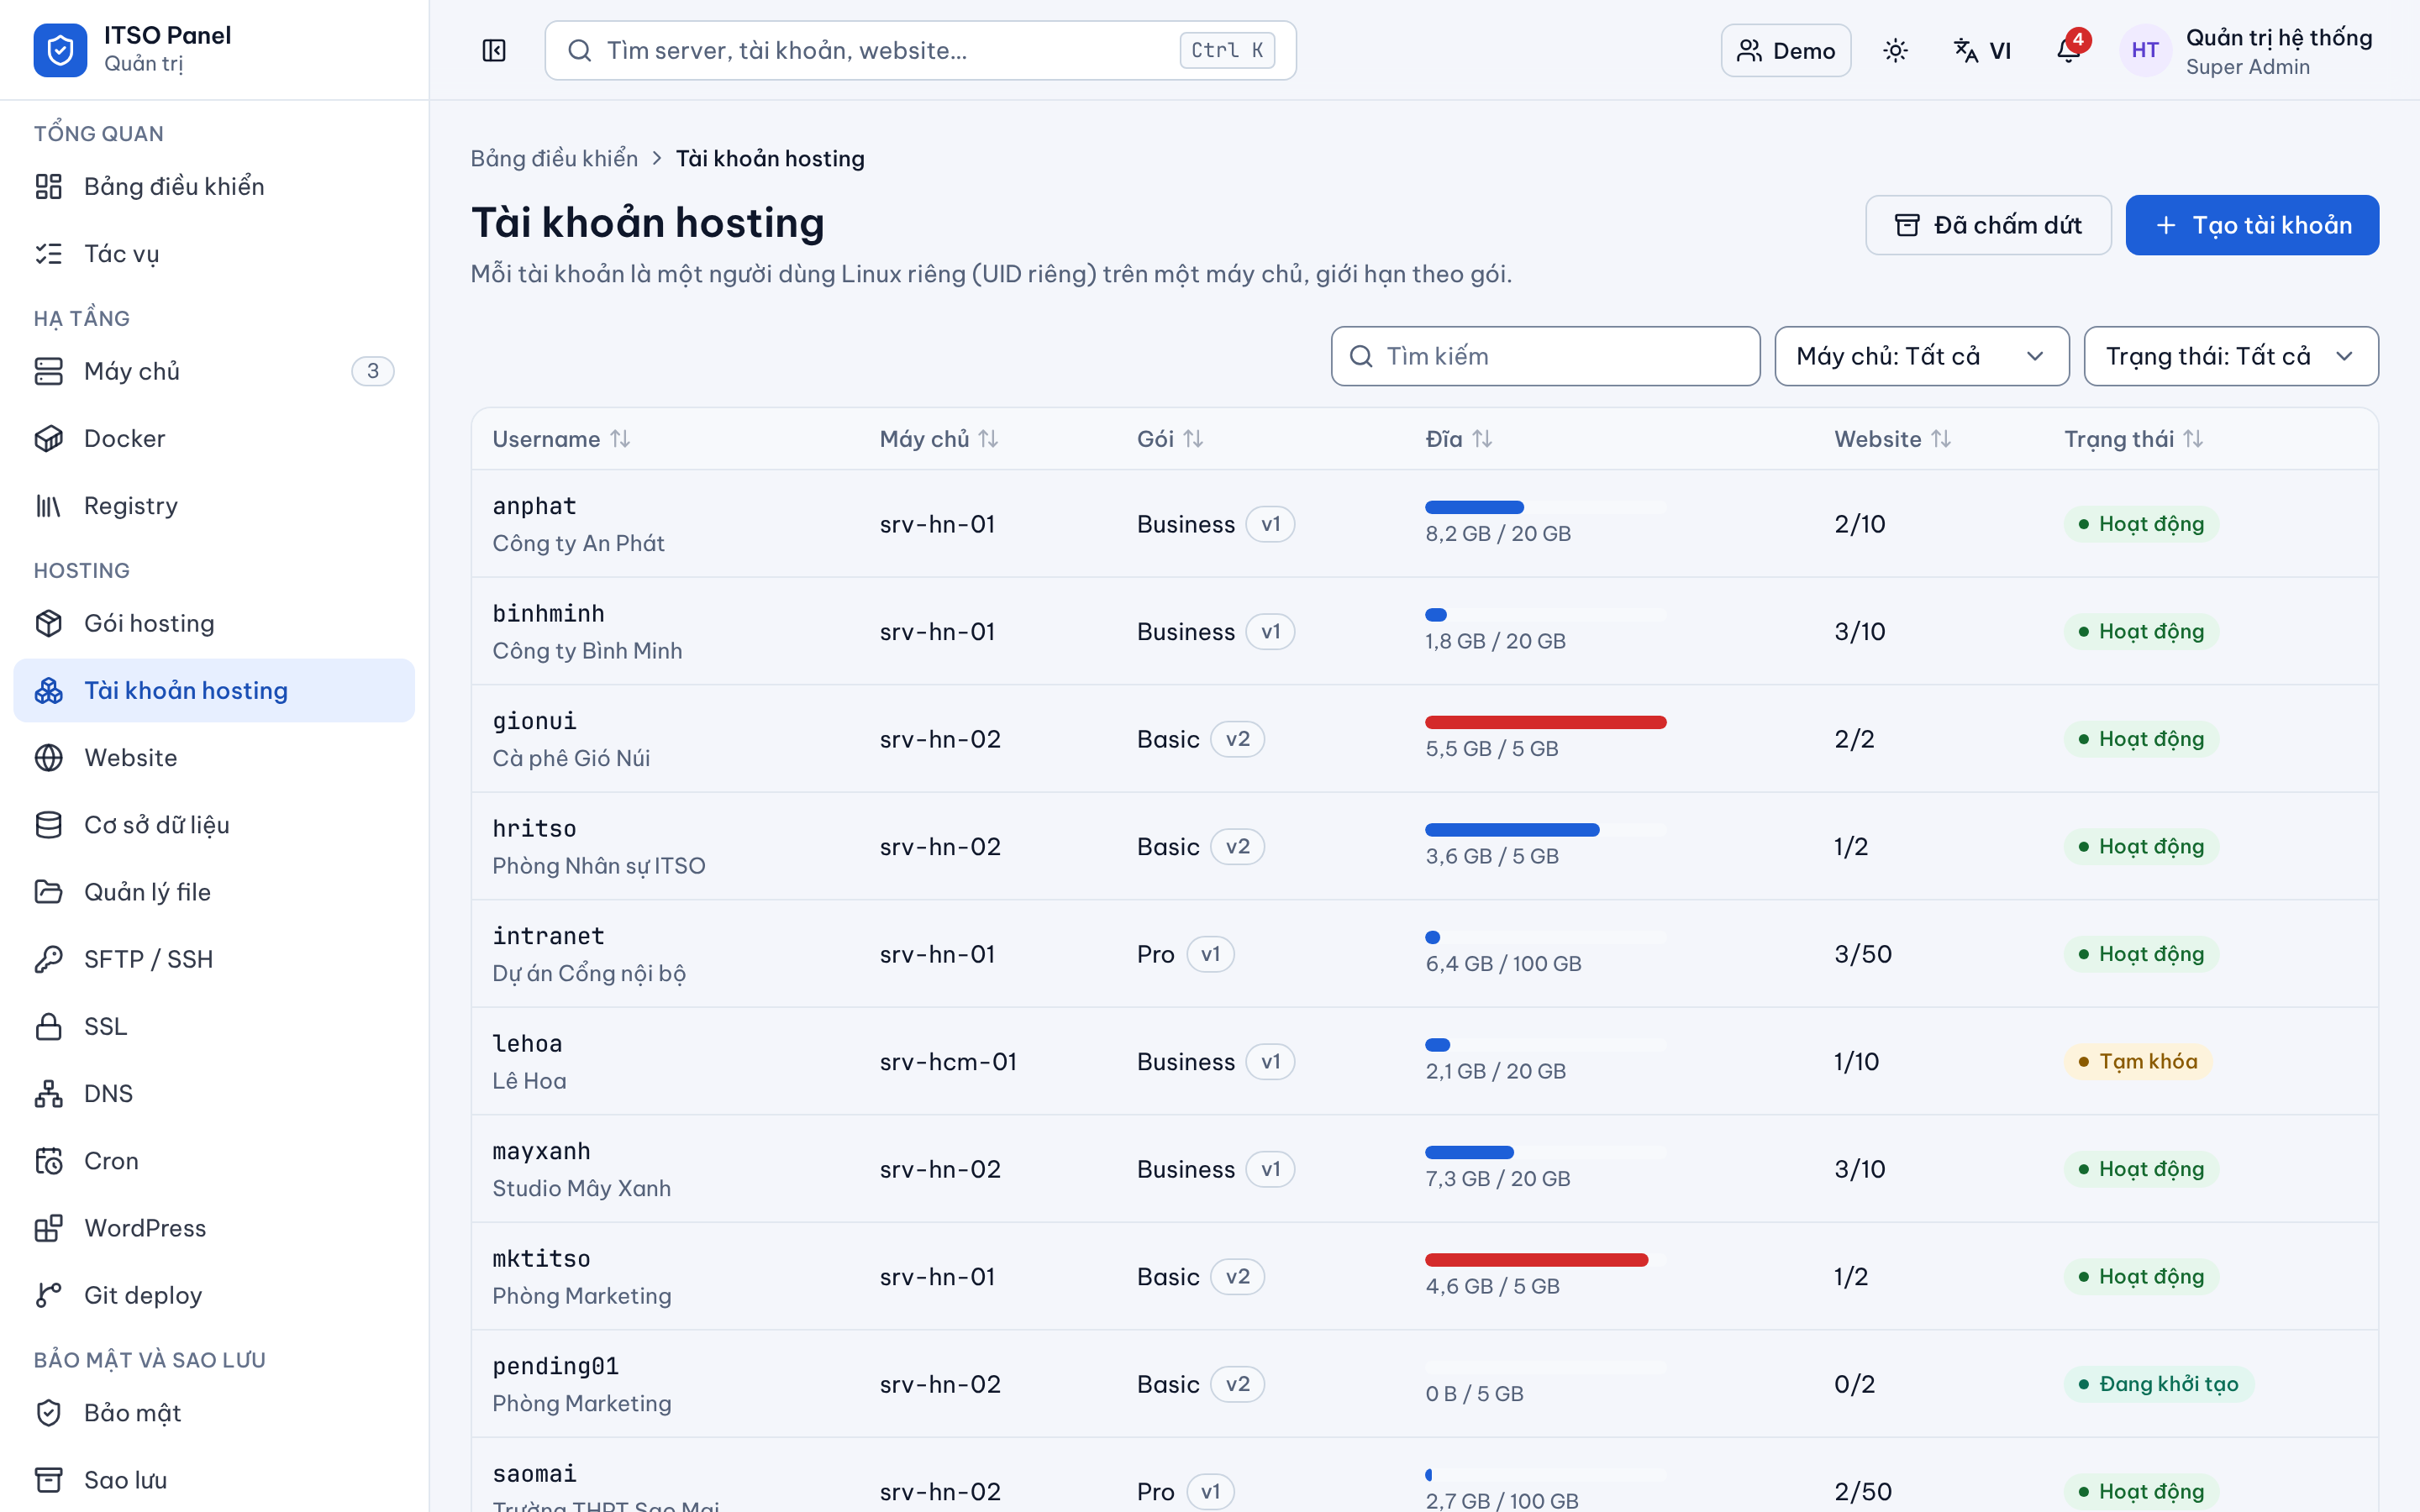 ITSO Panel
Quản trị
Tìm server, tài khoản, website...
Ctrl K
Demo
VI
4
HT
Quản trị hệ thống
Super Admin
TỔNG QUAN
Bảng điều khiển
Tác vụ
HẠ TẦNG
Máy chủ
3
Docker
Registry
HOSTING
Gói hosting
Tài khoản hosting
Website
Cơ sở dữ liệu
Quản lý file
SFTP / SSH
SSL
DNS
Cron
WordPress
Git deploy
BẢO MẬT VÀ SAO LƯU
Bảo mật
Sao lưu
Bảng điều khiển > Tài khoản hosting
Tài khoản hosting
Mỗi tài khoản là một người dùng Linux riêng (UID riêng) trên một máy chủ, giới hạn theo gói.
Đã chấm dứt
+ Tạo tài khoản
Tìm kiếm
Máy chủ: Tất cả
Trạng thái: Tất cả
Username Máy chủ Gói Đĩa Website Trạng thái
anphat
Công ty An Phát
srv-hn-01
Business v1
8,2 GB / 20 GB
2/10
Hoạt động
binhminh
Công ty Bình Minh
srv-hn-01
Business v1
1,8 GB / 20 GB
3/10
Hoạt động
gionui
Cà phê Gió Núi
srv-hn-02
Basic v2
5,5 GB / 5 GB
2/2
Hoạt động
hritso
Phòng Nhân sự ITSO
srv-hn-02
Basic v2
3,6 GB / 5 GB
1/2
Hoạt động
intranet
Dự án Cổng nội bộ
srv-hn-01
Pro v1
6,4 GB / 100 GB
3/50
Hoạt động
lehoa
Lê Hoa
srv-hcm-01
Business v1
2,1 GB / 20 GB
1/10
Tạm khóa
mayxanh
Studio Mây Xanh
srv-hn-02
Business v1
7,3 GB / 20 GB
3/10
Hoạt động
mktitso
Phòng Marketing
srv-hn-01
Basic v2
4,6 GB / 5 GB
1/2
Hoạt động
pending01
Phòng Marketing
srv-hn-02
Basic v2
0 B / 5 GB
0/2
Đang khởi tạo
saomai
Trường THPT Sao Mai
srv-hn-02
Pro v1
2,7 GB / 100 GB
2/50
Hoạt động